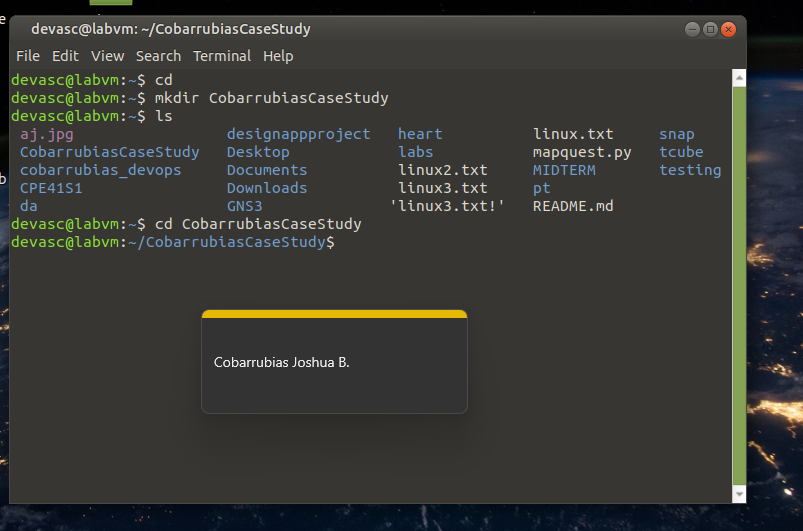 e
b
devasc@labvm: ~/CobarrubiasCaseStudy
File Edit View Search Terminal Help
devasc@labvm:~$ cd
devasc@labvm:~$ mkdir CobarrubiasCaseStudy
devasc@labvm:~$ ls
aj.jpg designappproject heart linux.txt snap
CobarrubiasCaseStudy Desktop labs mapquest.py tcube
cobarrubias_devops Documents linux2.txt MIDTERM testing
CPE41S1 Downloads linux3.txt pt
da GNS3 'linux3.txt!' README.md
devasc@labvm:~$ cd CobarrubiasCaseStudy
devasc@labvm:~/CobarrubiasCaseStudy$
Cobarrubias Joshua B.